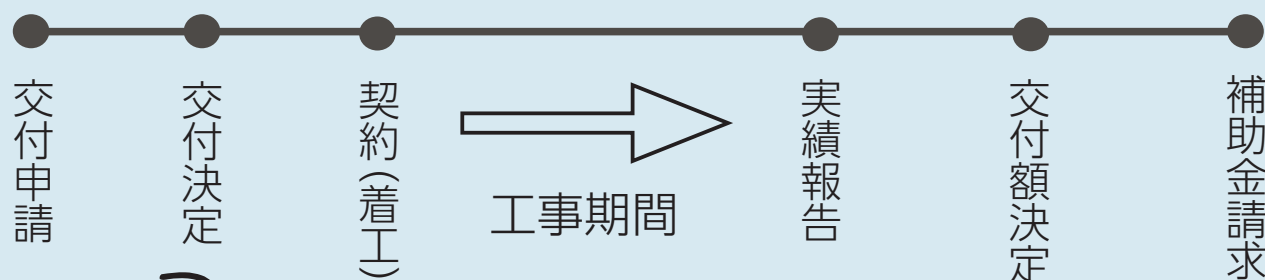 交付申請
交付決定
契約(着工)
工事期間
実績報告
交付額決定
補助金請求